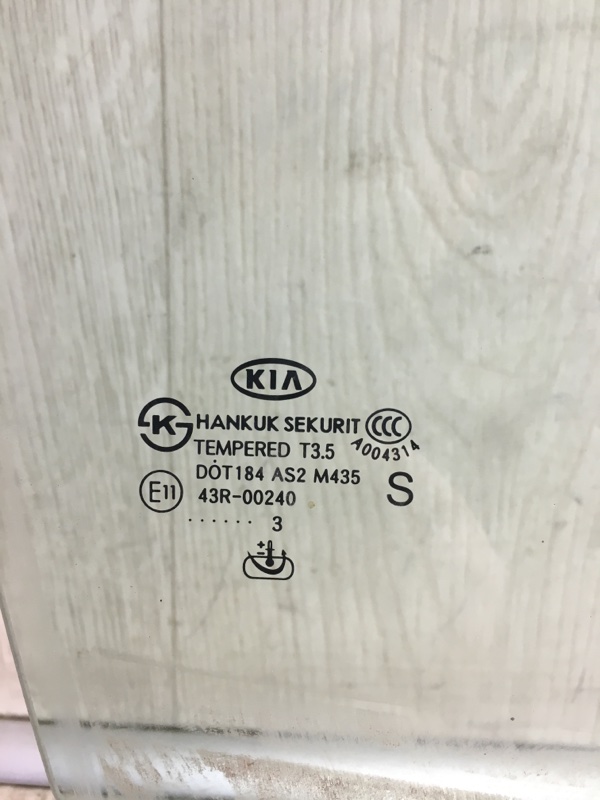 KIA
K HANKUK SEKURIT CCC
TEMPERED T3.5 A004314
DOT184 AS2 M435
E11 43R-00240 S
...... 3